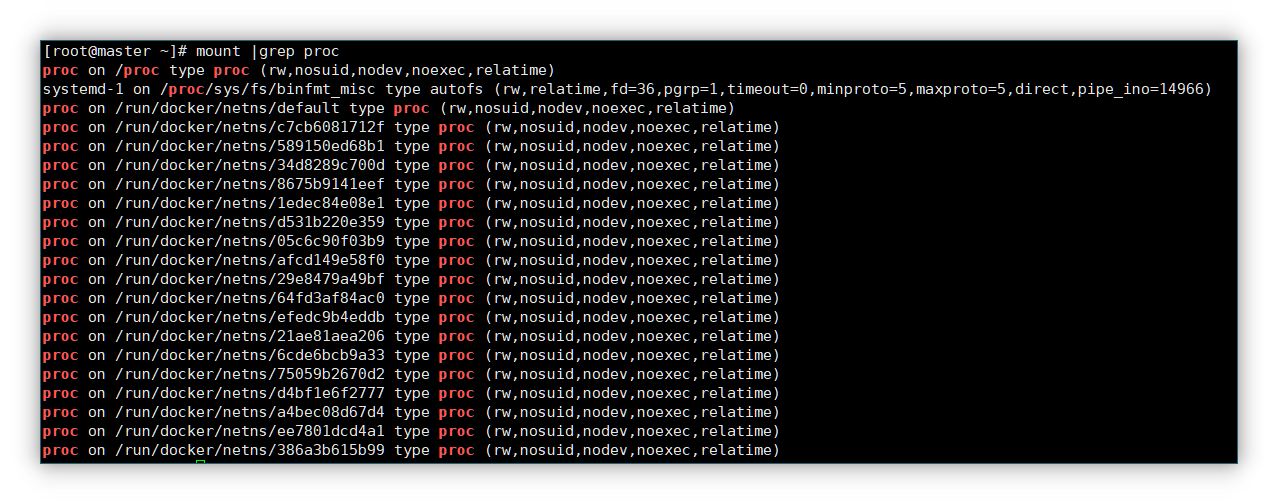 [root@master ~]# mount |grep proc
proc on /proc type proc (rw,nosuid,nodev,noexec,relatime)
systemd-1 on /proc/sys/fs/binfmt_misc type autofs (rw,relatime,fd=36,pgrp=1,timeout=0,minproto=5,maxproto=5,direct,pipe_ino=14966)
proc on /run/docker/netns/default type proc (rw,nosuid,nodev,noexec,relatime)
proc on /run/docker/netns/c7cb6081712f type proc (rw,nosuid,nodev,noexec,relatime)
proc on /run/docker/netns/589150ed68b1 type proc (rw,nosuid,nodev,noexec,relatime)
proc on /run/docker/netns/34d8289c700d type proc (rw,nosuid,nodev,noexec,relatime)
proc on /run/docker/netns/8675b9141eef type proc (rw,nosuid,nodev,noexec,relatime)
proc on /run/docker/netns/1edec84e08e1 type proc (rw,nosuid,nodev,noexec,relatime)
proc on /run/docker/netns/d531b220e359 type proc (rw,nosuid,nodev,noexec,relatime)
proc on /run/docker/netns/05c6c90f03b9 type proc (rw,nosuid,nodev,noexec,relatime)
proc on /run/docker/netns/afcd149e58f0 type proc (rw,nosuid,nodev,noexec,relatime)
proc on /run/docker/netns/29e8479a49bf type proc (rw,nosuid,nodev,noexec,relatime)
proc on /run/docker/netns/64fd3af84ac0 type proc (rw,nosuid,nodev,noexec,relatime)
proc on /run/docker/netns/efedc9b4eddb type proc (rw,nosuid,nodev,noexec,relatime)
proc on /run/docker/netns/21ae81aea206 type proc (rw,nosuid,nodev,noexec,relatime)
proc on /run/docker/netns/6cde6bcb9a33 type proc (rw,nosuid,nodev,noexec,relatime)
proc on /run/docker/netns/75059b2670d2 type proc (rw,nosuid,nodev,noexec,relatime)
proc on /run/docker/netns/d4bf1e6f2777 type proc (rw,nosuid,nodev,noexec,relatime)
proc on /run/docker/netns/a4bec08d67d4 type proc (rw,nosuid,nodev,noexec,relatime)
proc on /run/docker/netns/ee7801dcd4a1 type proc (rw,nosuid,nodev,noexec,relatime)
proc on /run/docker/netns/386a3b615b99 type proc (rw,nosuid,nodev,noexec,relatime)